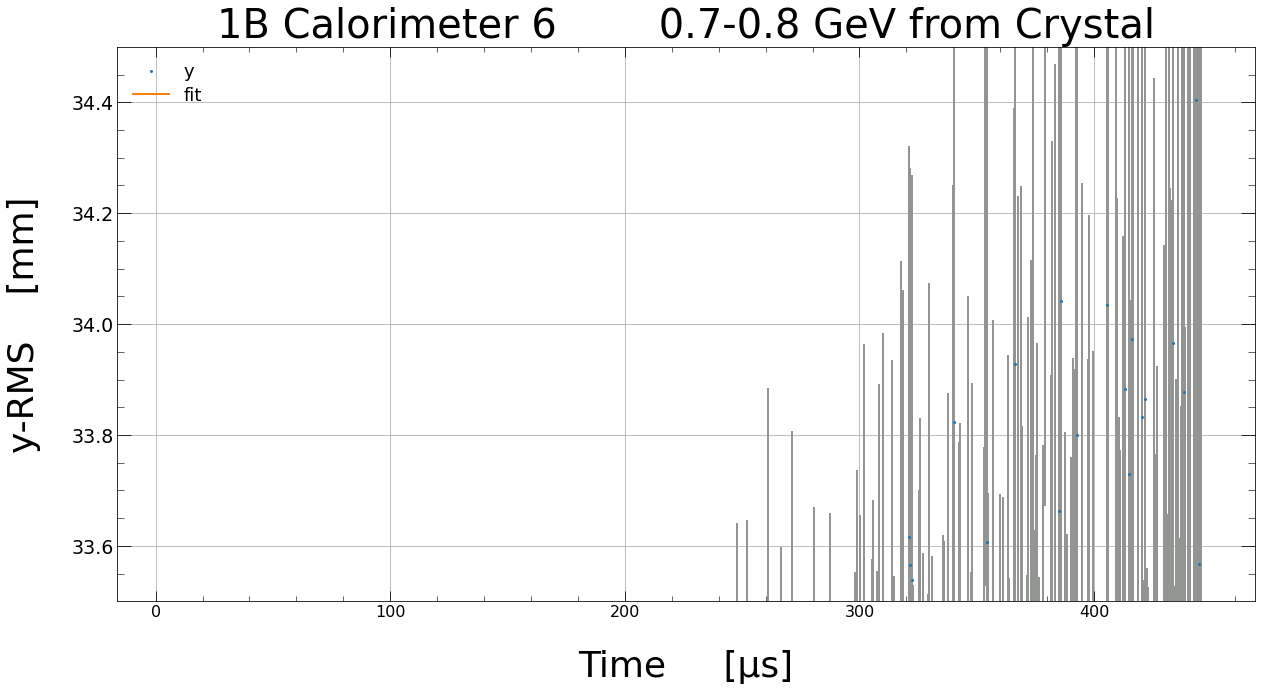 1B Calorimeter 6 0.7-0.8 GeV from Crystal
y
fit
34.4
34.2
34.0
33.8
33.6
y-RMS [mm]
0 100 200 300 400
Time [μs]